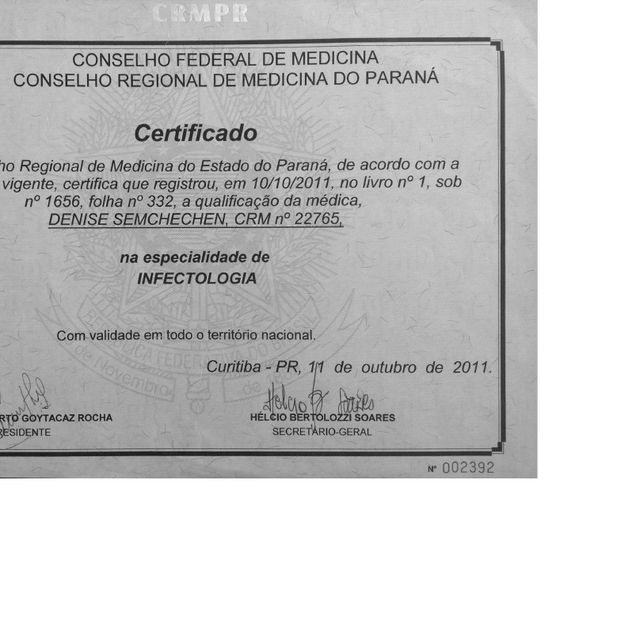 CRMPR
CONSELHO FEDERAL DE MEDICINA
CONSELHO REGIONAL DE MEDICINA DO PARANÁ
Certificado
ho Regional de Medicina do Estado do Paraná, de acordo com a
vigente, certifica que registrou, em 10/10/2011, no livro nº 1, sob
nº 1656, folha nº 332, a qualificação da médica,
DENISE SEMCHECHEN, CRM nº 22765,
na especialidade de
INFECTOLOGIA
Com validade em todo o território nacional.
Curitiba - PR, 11 de outubro de 2011.
RTO GOYTACAZ ROCHA
RESIDENTE
Hélcio Soares
HÉLCIO BERTOLOZZI SOARES
SECRETÁRIO-GERAL
Nº 002392